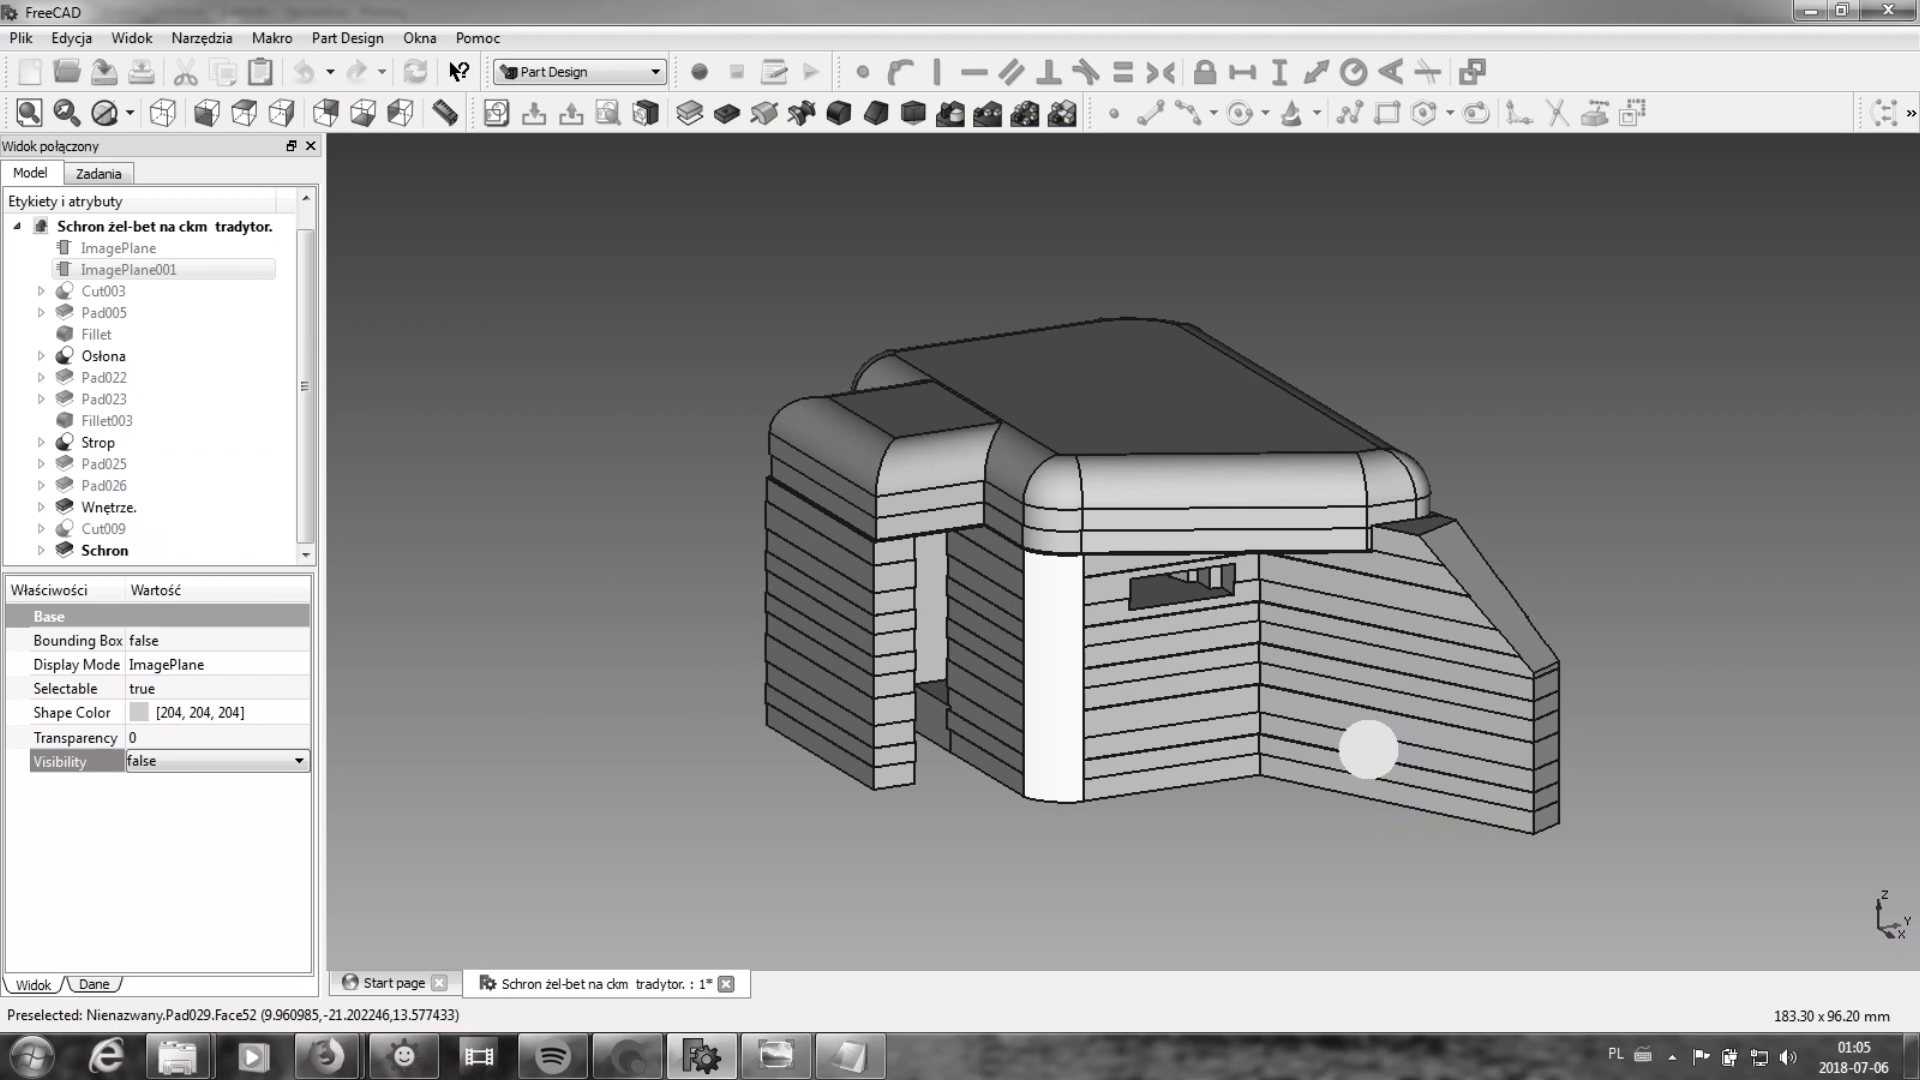 FreeCAD
Plik Edycja Widok Narzędzia Makro Part Design Okna Pomoc
Part Design
Widok połączony
Model Zadania
Etykiety i atrybuty
Schron żel-bet na ckm tradytor.
ImagePlane
ImagePlane001
Cut003
Pad005
Fillet
Osłona
Pad022
Pad023
Fillet003
Strop
Pad025
Pad026
Wnętrze.
Cut009
Schron
Właściwości Wartość
Base
Bounding Box false
Display Mode ImagePlane
Selectable true
Shape Color [204, 204, 204]
Transparency 0
Visibility false
Widok Dane
Z
Y
X
Start page Schron żel-bet na ckm tradytor. : 1*
Preselected: Nienazwany.Pad029.Face52 (9.960985,-21.202246,13.577433)
183.30 x 96.20 mm
PL
01:05
2018-07-06